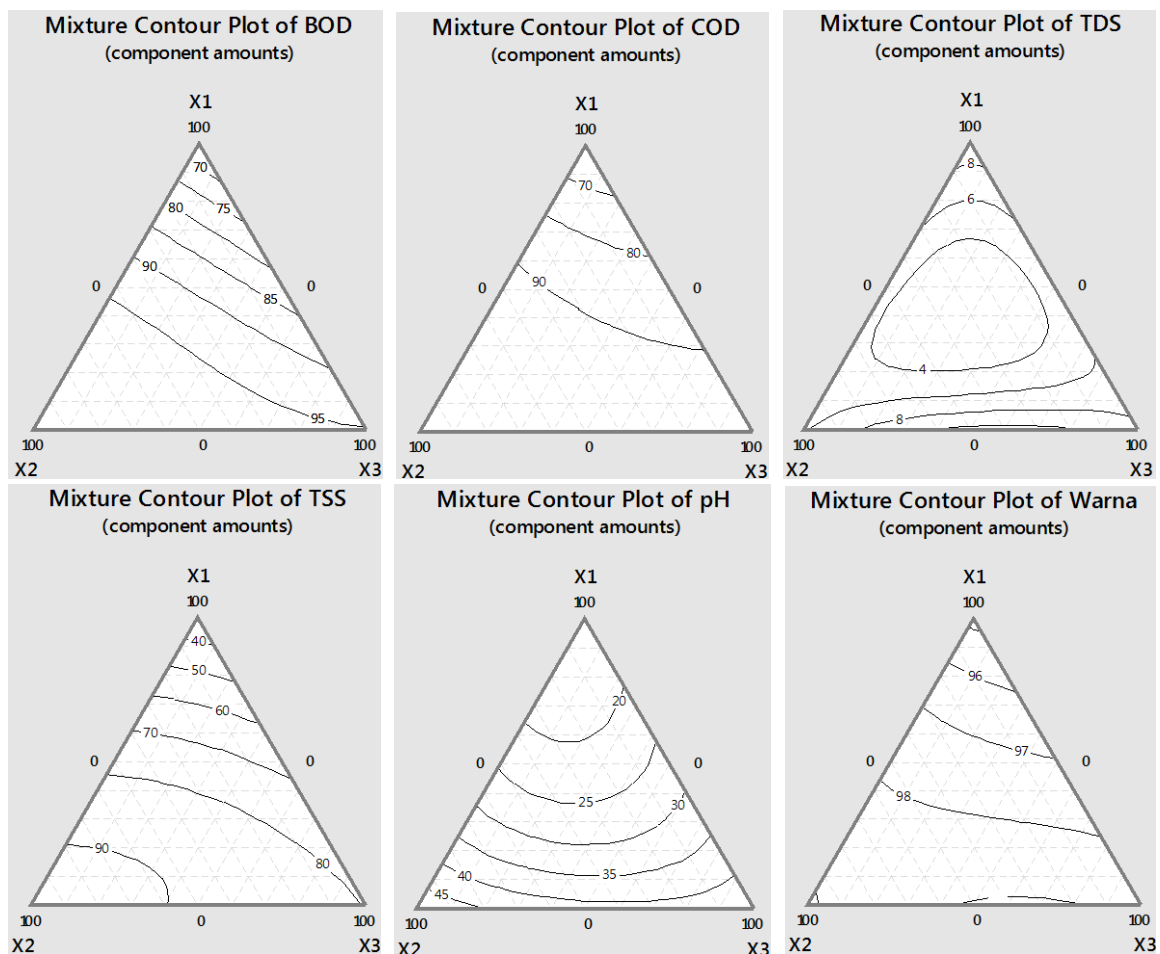 Mixture Contour Plot of BOD
(component amounts)
X1
100
70
80
75
90
0
0
85
95
100
0
100
X2
X3
Mixture Contour Plot of COD
(component amounts)
X1
100
70
80
90
0
0
100
0
100
X2
X3
Mixture Contour Plot of TDS
(component amounts)
X1
100
8
6
0
0
4
8
100
0
100
X2
X3
Mixture Contour Plot of TSS
(component amounts)
X1
100
40
50
60
70
0
0
90
80
100
0
100
X2
X3
Mixture Contour Plot of pH
(component amounts)
X1
100
20
0
0
25
30
35
40
45
100
0
100
X2
X3
Mixture Contour Plot of Warna
(component amounts)
X1
100
96
97
0
0
98
100
0
100
X2
X3